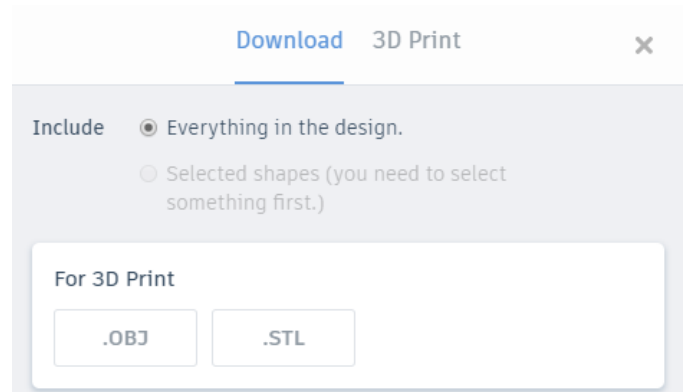 Download 3D Print ×
Include Everything in the design.
Selected shapes (you need to select
something first.)
For 3D Print
.OBJ .STL